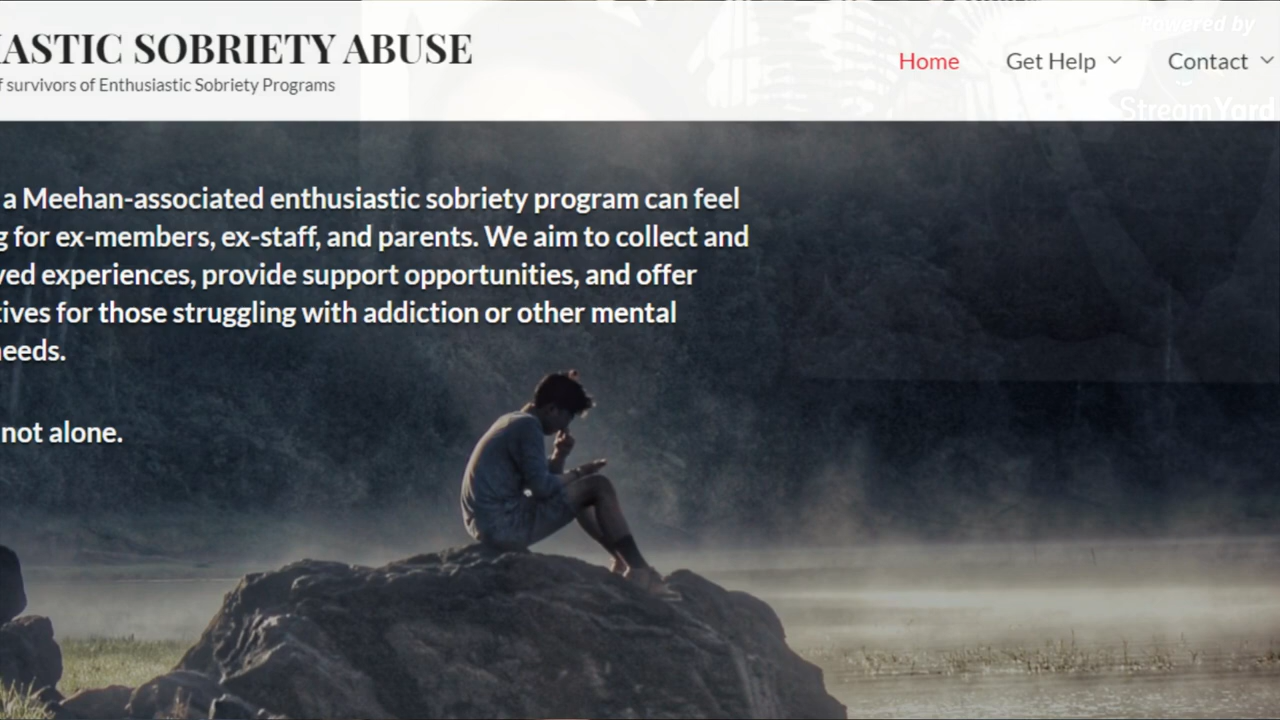 IASTIC SOBRIETY ABUSE
f survivors of Enthusiastic Sobriety Programs
Home
Get Help
Contact
Powered by
StreamYard
a Meehan-associated enthusiastic sobriety program can feel
g for ex-members, ex-staff, and parents. We aim to collect and
ved experiences, provide support opportunities, and offer
tives for those struggling with addiction or other mental
needs.
not alone.